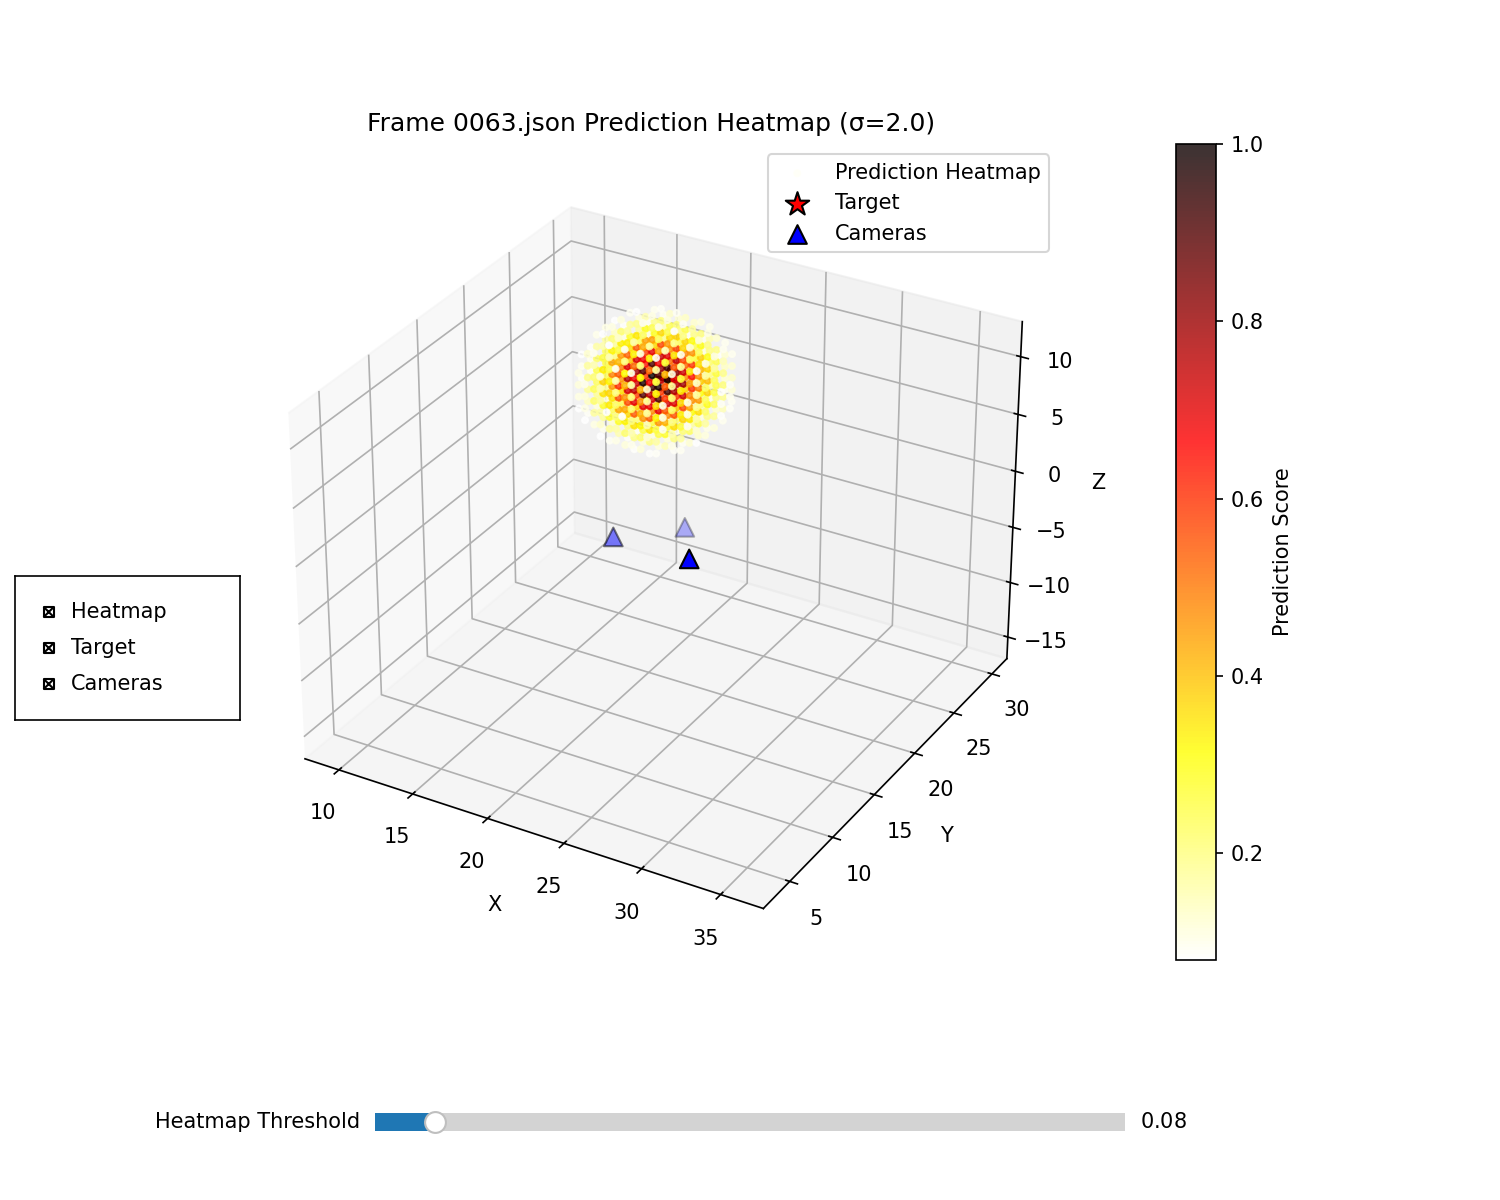 Frame 0063.json Prediction Heatmap (σ=2.0)
Prediction Heatmap
Target
Cameras
1.0
0.8
0.6
0.4
0.2
Prediction Score
10
5
0
−5
−10
−15
Z
Heatmap
Target
Cameras
30
25
20
15
10
5
Y
10
15
20
25
30
35
X
Heatmap Threshold
0.08